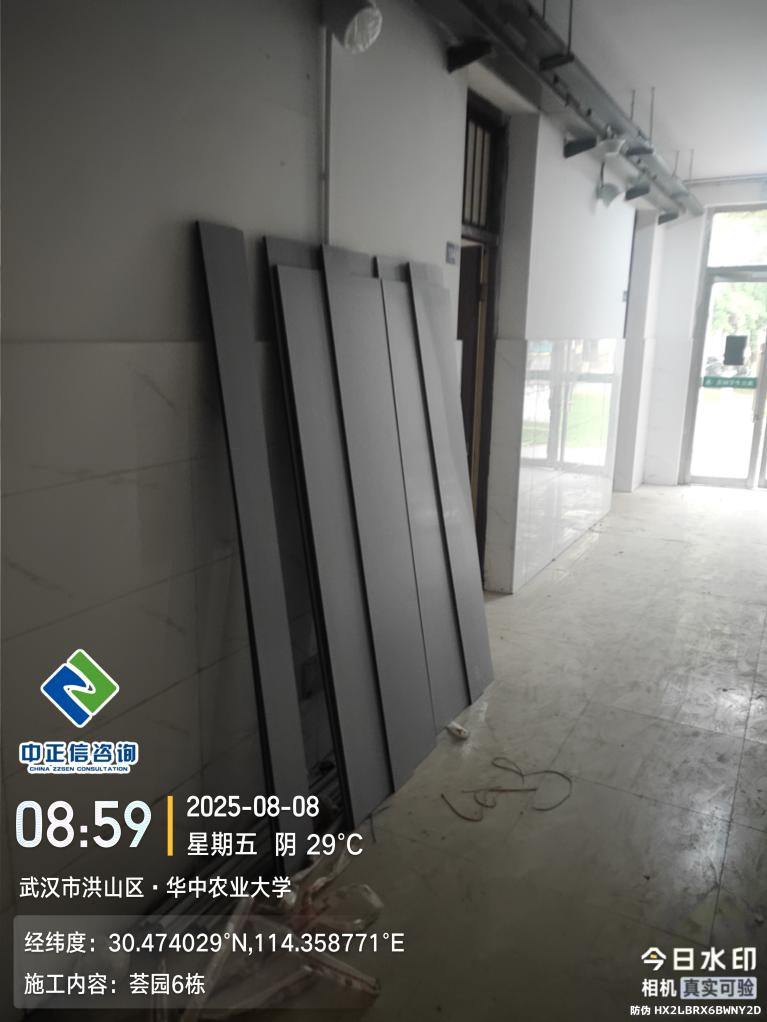 中正信咨询
CHINA ZZSEN CONSULTATION
08:59
2025-08-08
星期五 阴 29°C
武汉市洪山区·华中农业大学
经纬度：30.474029°N,114.358771°E
施工内容：荟园6栋
今日水印
相机 真实可验
防伪 HX2LBRX6BWNY2D